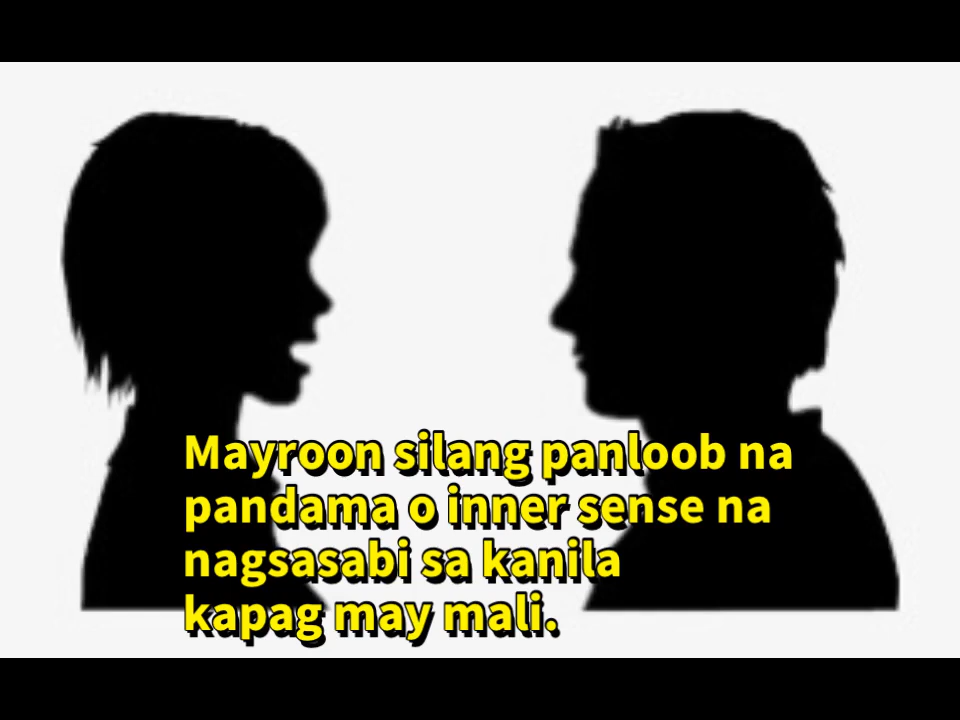 Mayroon silang panloob na
pandama o inner sense na
nagsasabi sa kanila
kapag may mali.